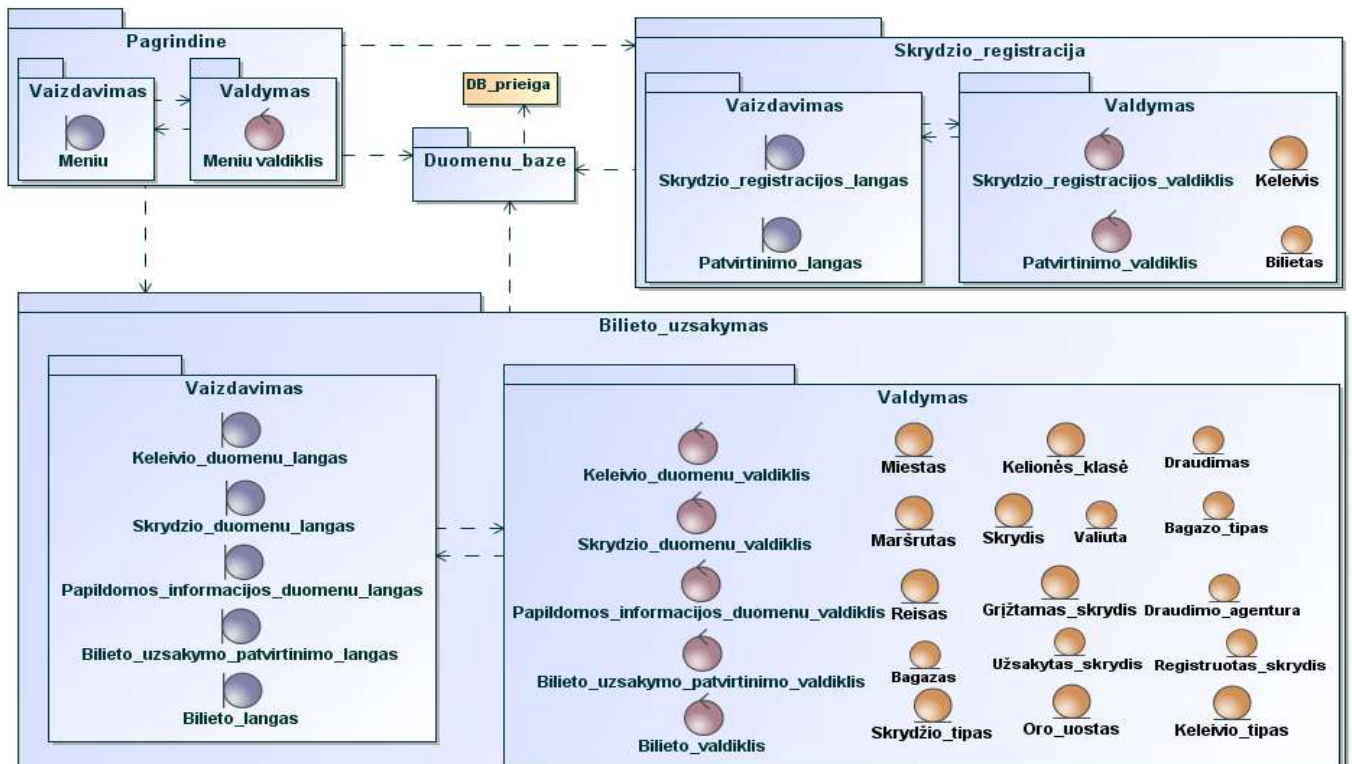 Pagrindine
Vaizdavimas
Meniu
Valdymas
Meniu valdiklis
DB_prieiga
Duomenu_baze
Skrydzio_registracija
Vaizdavimas
Skrydzio_registracijos_langas
Patvirtinimo_langas
Valdymas
Skrydzio_registracijos_valdiklis
Keleivis
Patvirtinimo_valdiklis
Bilietas
Bilieto_uzsakymas
Vaizdavimas
Keleivio_duomenu_langas
Skrydzio_duomenu_langas
Papildomos_informacijos_duomenu_langas
Bilieto_uzsakymo_patvirtinimo_langas
Bilieto_langas
Valdymas
Keleivio_duomenu_valdiklis
Miestas
Kelionės_klasė
Draudimas
Skrydzio_duomenu_valdiklis
Maršrutas
Skrydis
Valiuta
Bagazo_tipas
Papildomos_informacijos_duomenu_valdiklis
Reisas
Grįžtamas_skrydis
Draudimo_agentura
Bilieto_uzsakymo_patvirtinimo_valdiklis
Bagazas
Užsakytas_skrydis
Registruotas_skrydis
Bilieto_valdiklis
Skrydžio_tipas
Oro_uostas
Keleivio_tipas